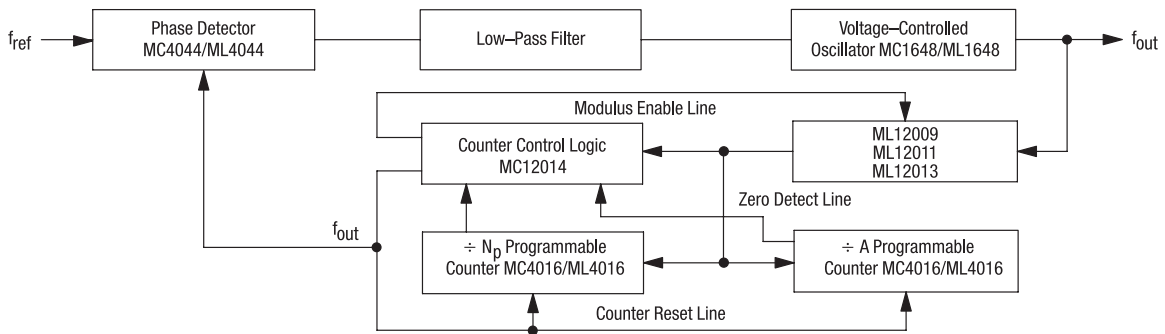 f_ref
Phase Detector
MC4044/ML4044
Low–Pass Filter
Voltage–Controlled
Oscillator MC1648/ML1648
f_out
Modulus Enable Line
Counter Control Logic
MC12014
ML12009
ML12011
ML12013
Zero Detect Line
f_out
÷ N_p Programmable
Counter MC4016/ML4016
÷ A Programmable
Counter MC4016/ML4016
Counter Reset Line